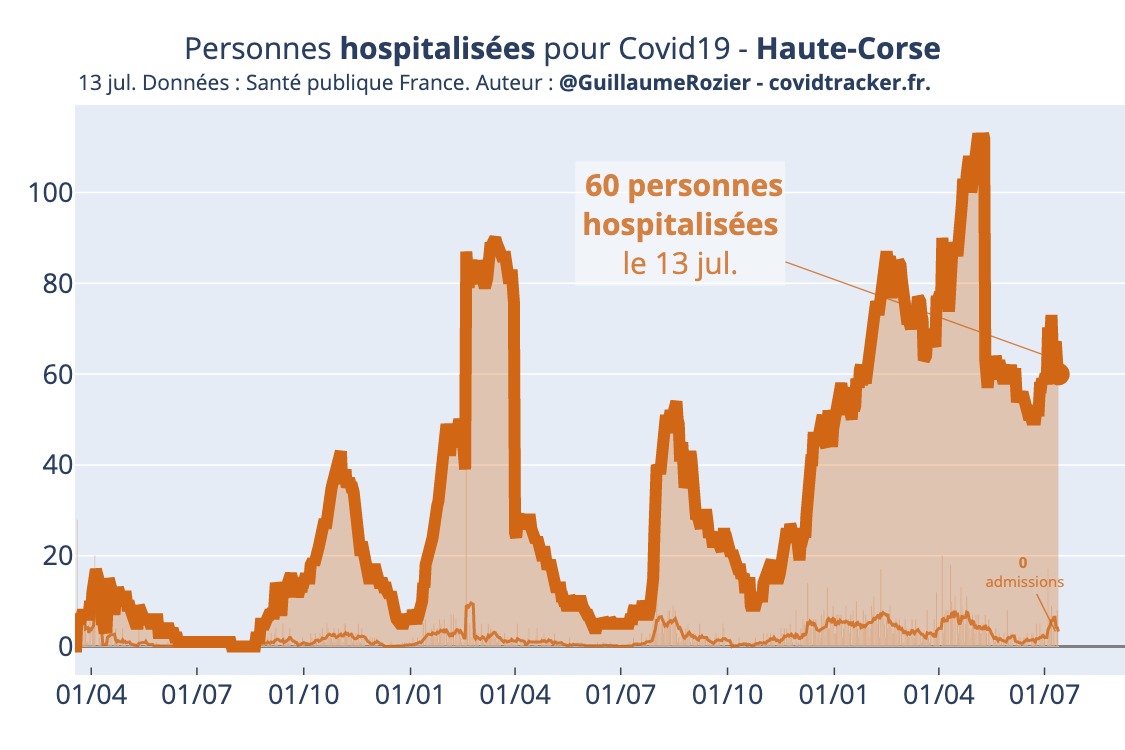 Personnes hospitalisées pour Covid19 - Haute-Corse
13 jul. Données : Santé publique France. Auteur : @GuillaumeRozier - covidtracker.fr.
60 personnes
hospitalisées
le 13 jul.
100
80
60
40
20
0
0
admissions
01/04 01/07 01/10 01/01 01/04 01/07 01/10 01/01 01/04 01/07